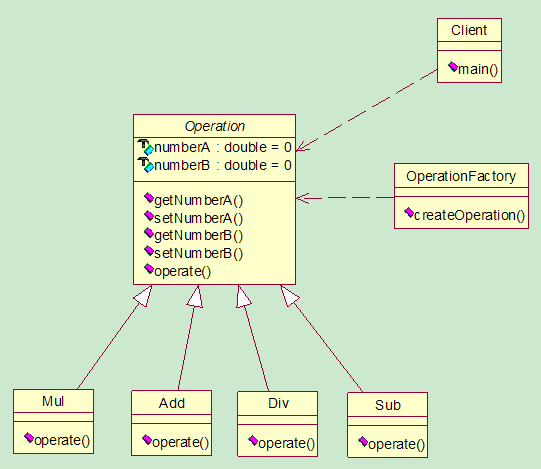 Client
main()
Operation
numberA : double = 0
numberB : double = 0
getNumberA()
setNumberA()
getNumberB()
setNumberB()
operate()
OperationFactory
createOperation()
Mul
operate()
Add
operate()
Div
operate()
Sub
operate()